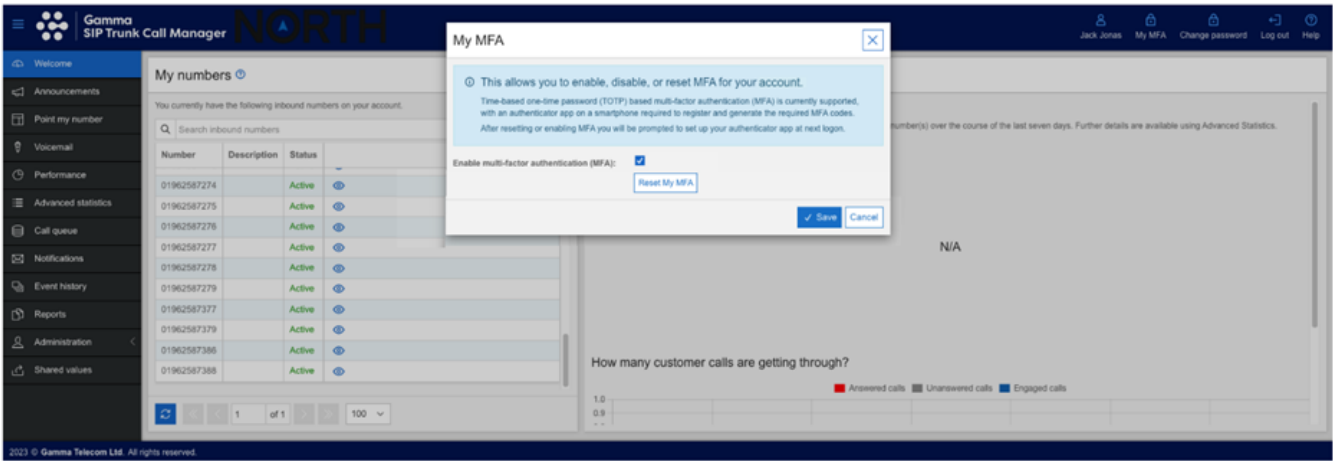 Gamma
SIP Trunk Call Manager
NORTH
Jack Jonas My MFA Change password Log out Help
Welcome
Announcements
Point my number
Voicemail
Performance
Advanced statistics
Call queue
Notifications
Event history
Reports
Administration
Shared values
My numbers
You currently have the following inbound numbers on your account.
Search inbound numbers
Number Description Status
01962587274 Active
01962587275 Active
01962587276 Active
01962587277 Active
01962587278 Active
01962587279 Active
01962587377 Active
01962587379 Active
01962587386 Active
01962587388 Active
1 of 1 100
My MFA
This allows you to enable, disable, or reset MFA for your account.
Time-based one-time password (TOTP) based multi-factor authentication (MFA) is currently supported,
with an authenticator app on a smartphone required to register and generate the required MFA codes.
After resetting or enabling MFA you will be prompted to set up your authenticator app at next logon.
Enable multi-factor authentication (MFA):
Reset My MFA
Save Cancel
number(s) over the course of the last seven days. Further details are available using Advanced Statistics.
N/A
How many customer calls are getting through?
Answered calls Unanswered calls Engaged calls
1.0
0.9
2023 © Gamma Telecom Ltd. All rights reserved.